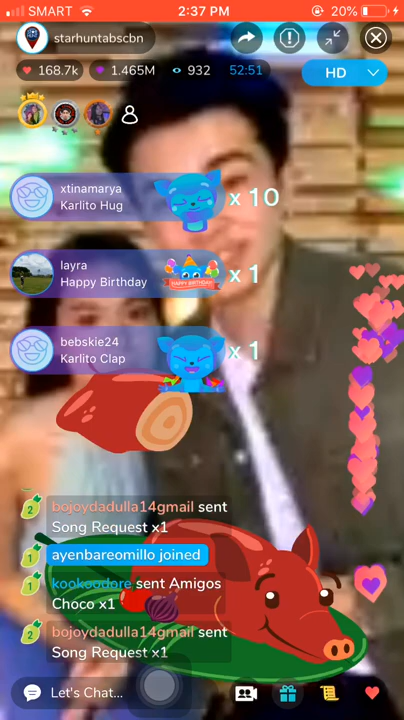 SMART
2:37 PM
20%
starhuntabscbn
168.7k
1.465M
932
52:51
HD
xtinamarya
Karlito Hug
x 10
layra
Happy Birthday
HAPPY BIRTHDAY
x 1
bebskie24
Karlito Clap
x 1
2
bojoydadulla14gmail sent
Song Request x1
1
ayenbareomillo joined
1
kookoodore sent Amigos
Choco x1
2
bojoydadulla14gmail sent
Song Request x1
Let's Chat...